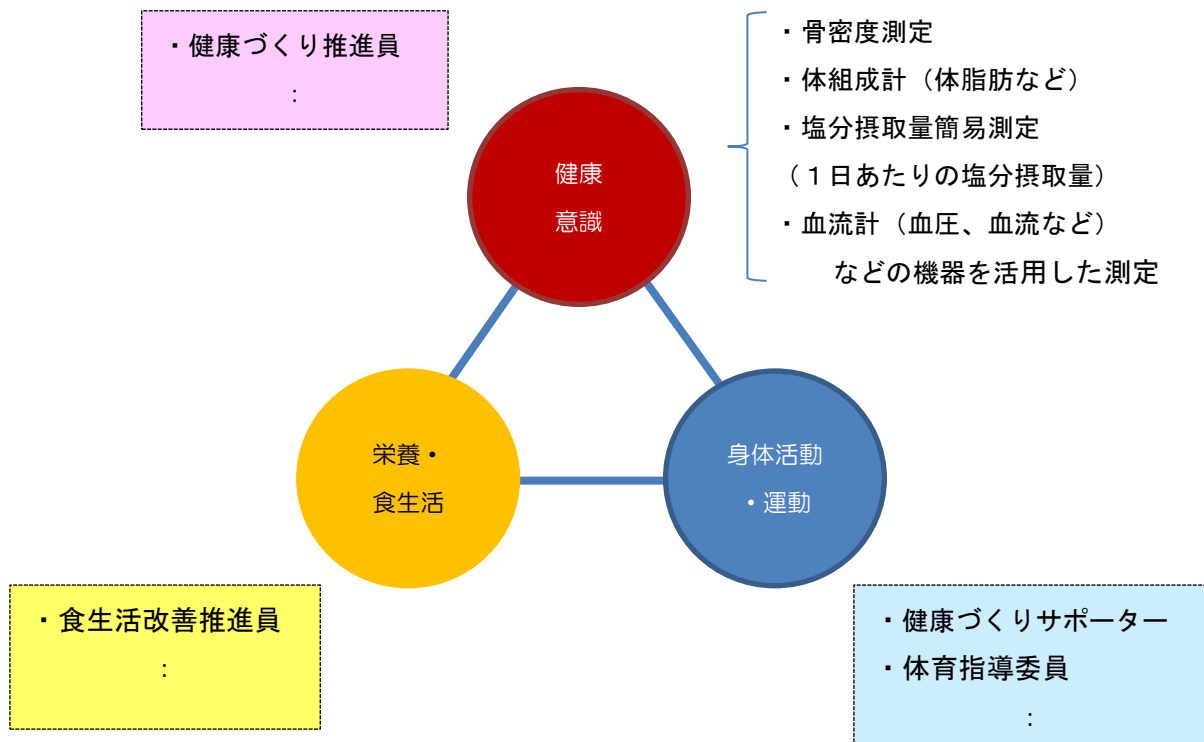 ・健康づくり推進員
：
・骨密度測定
・体組成計（体脂肪など）
・塩分摂取量簡易測定
（１日あたりの塩分摂取量）
・血流計（血圧、血流など）
などの機器を活用した測定
健康
意識
栄養・
食生活
身体活動
・運動
・食生活改善推進員
：
・健康づくりサポーター
・体育指導委員
：